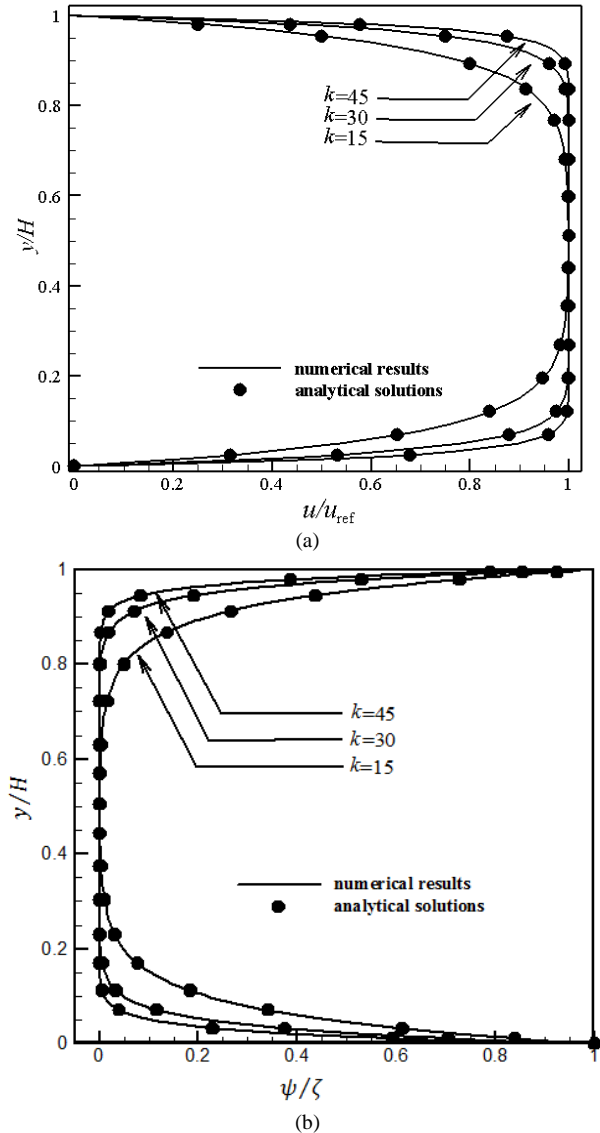 1
0.8
0.6
0.4
0.2
0
y/H
k=45
k=30
k=15
numerical results
analytical solutions
0 0.2 0.4 0.6 0.8 1
u/u_ref
(a)
1
0.8
0.6
0.4
0.2
0
y/H
k=45
k=30
k=15
numerical results
analytical solutions
0 0.2 0.4 0.6 0.8 1
ψ/ζ
(b)